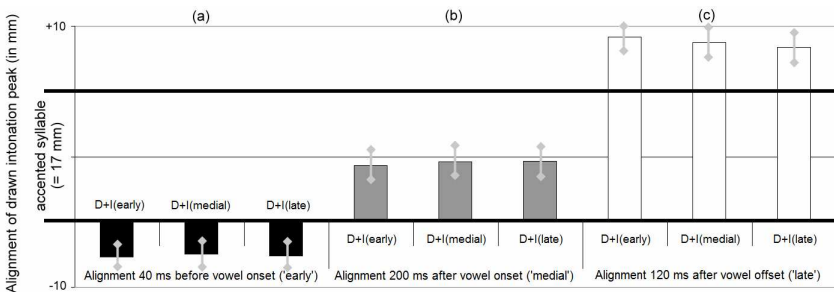 (a) (b) (c)
+10
Alignment of drawn intonation peak (in mm)
accented syllable
(= 17 mm)
D+I(early) D+I(medial) D+I(late)
D+I(early) D+I(medial) D+I(late) D+I(early) D+I(medial) D+I(late)
Alignment 40 ms before vowel onset ('early') Alignment 200 ms after vowel onset ('medial') Alignment 120 ms after vowel offset ('late')
-10